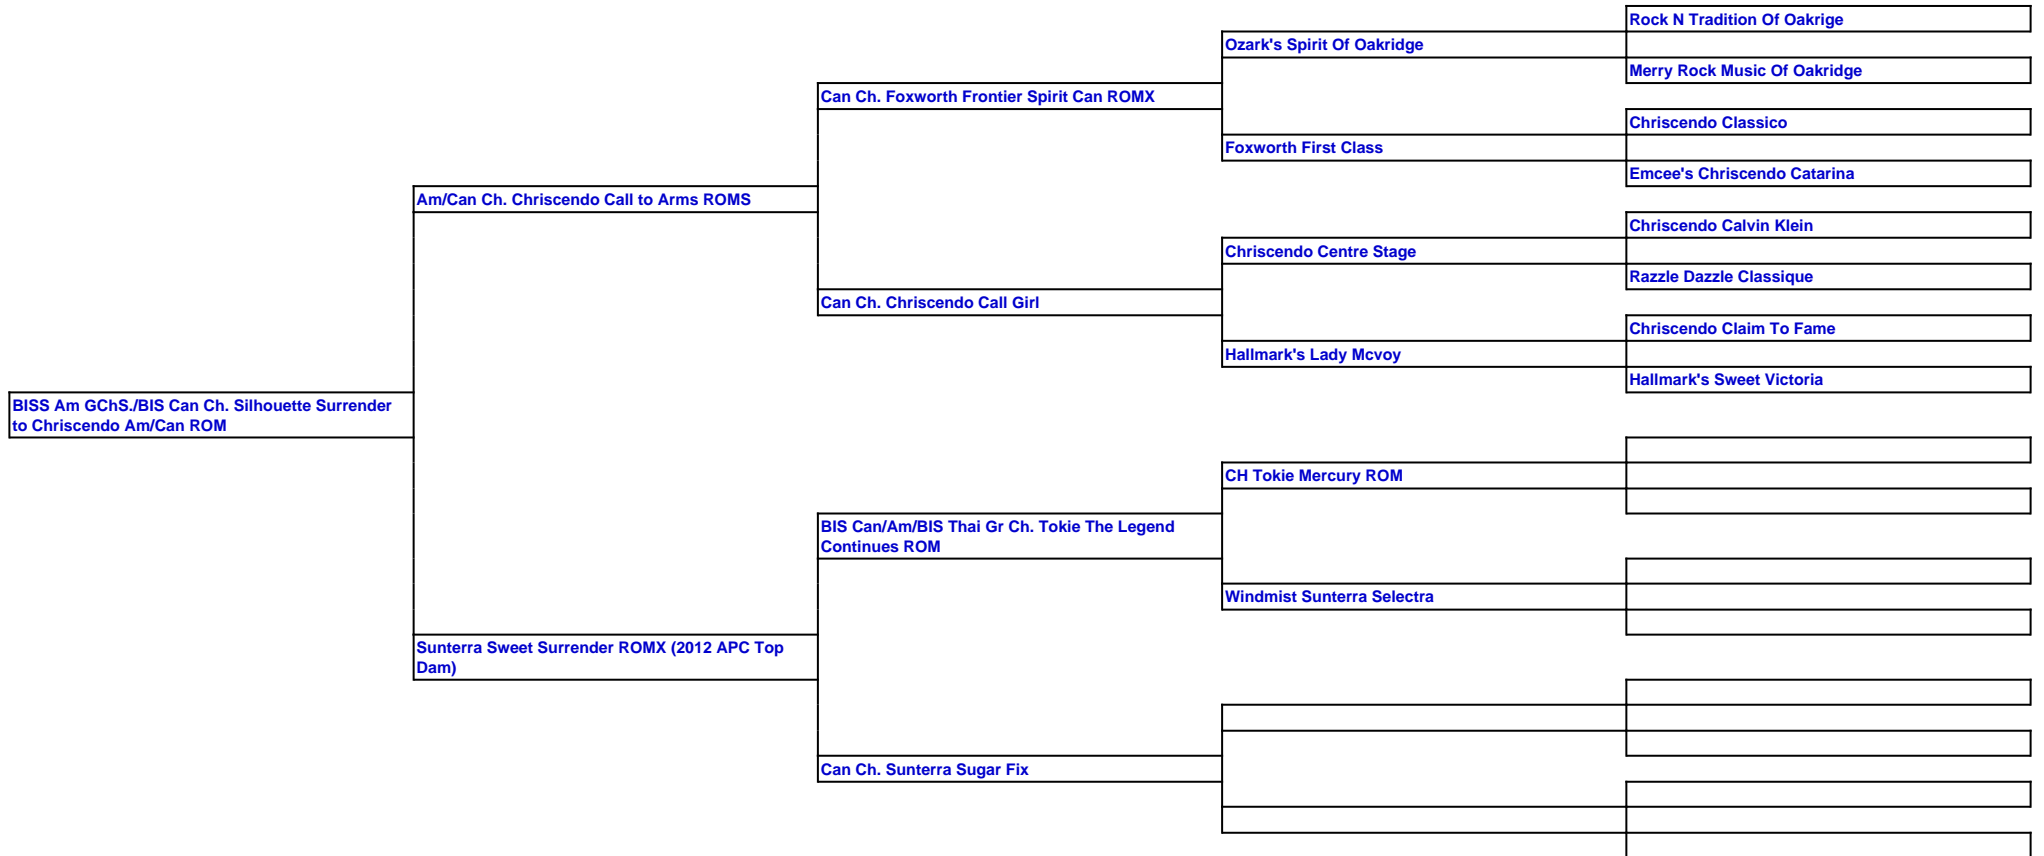 Rock N Tradition Of Oakrige
Ozark's Spirit Of Oakridge
Merry Rock Music Of Oakridge
Can Ch. Foxworth Frontier Spirit Can ROMX
Chriscendo Classico
Foxworth First Class
Emcee's Chriscendo Catarina
Am/Can Ch. Chriscendo Call to Arms ROMS
Chriscendo Calvin Klein
Chriscendo Centre Stage
Razzle Dazzle Classique
Can Ch. Chriscendo Call Girl
Chriscendo Claim To Fame
Hallmark's Lady Mcvoy
Hallmark's Sweet Victoria
BISS Am GChS./BIS Can Ch. Silhouette Surrender
to Chriscendo Am/Can ROM
CH Tokie Mercury ROM
BIS Can/Am/BIS Thai Gr Ch. Tokie The Legend
Continues ROM
Windmist Sunterra Selectra
Sunterra Sweet Surrender ROMX (2012 APC Top
Dam)
Can Ch. Sunterra Sugar Fix